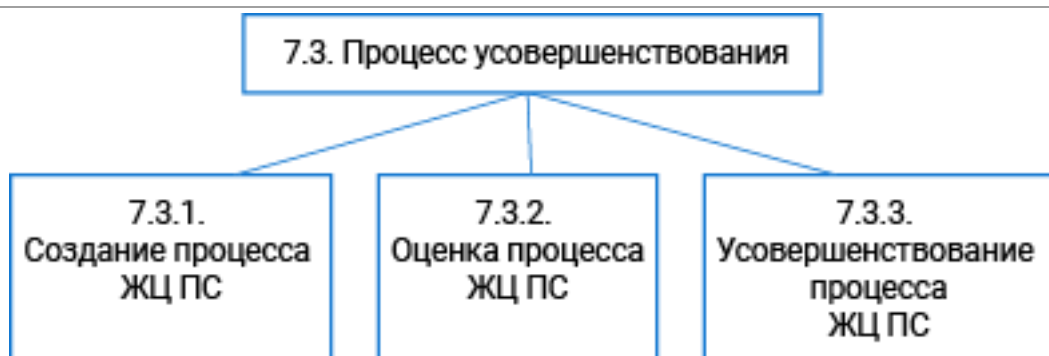 7.3. Процесс усовершенствования
7.3.1.
Создание процесса
ЖЦ ПС
7.3.2.
Оценка процесса
ЖЦ ПС
7.3.3.
Усовершенствование
процесса
ЖЦ ПС